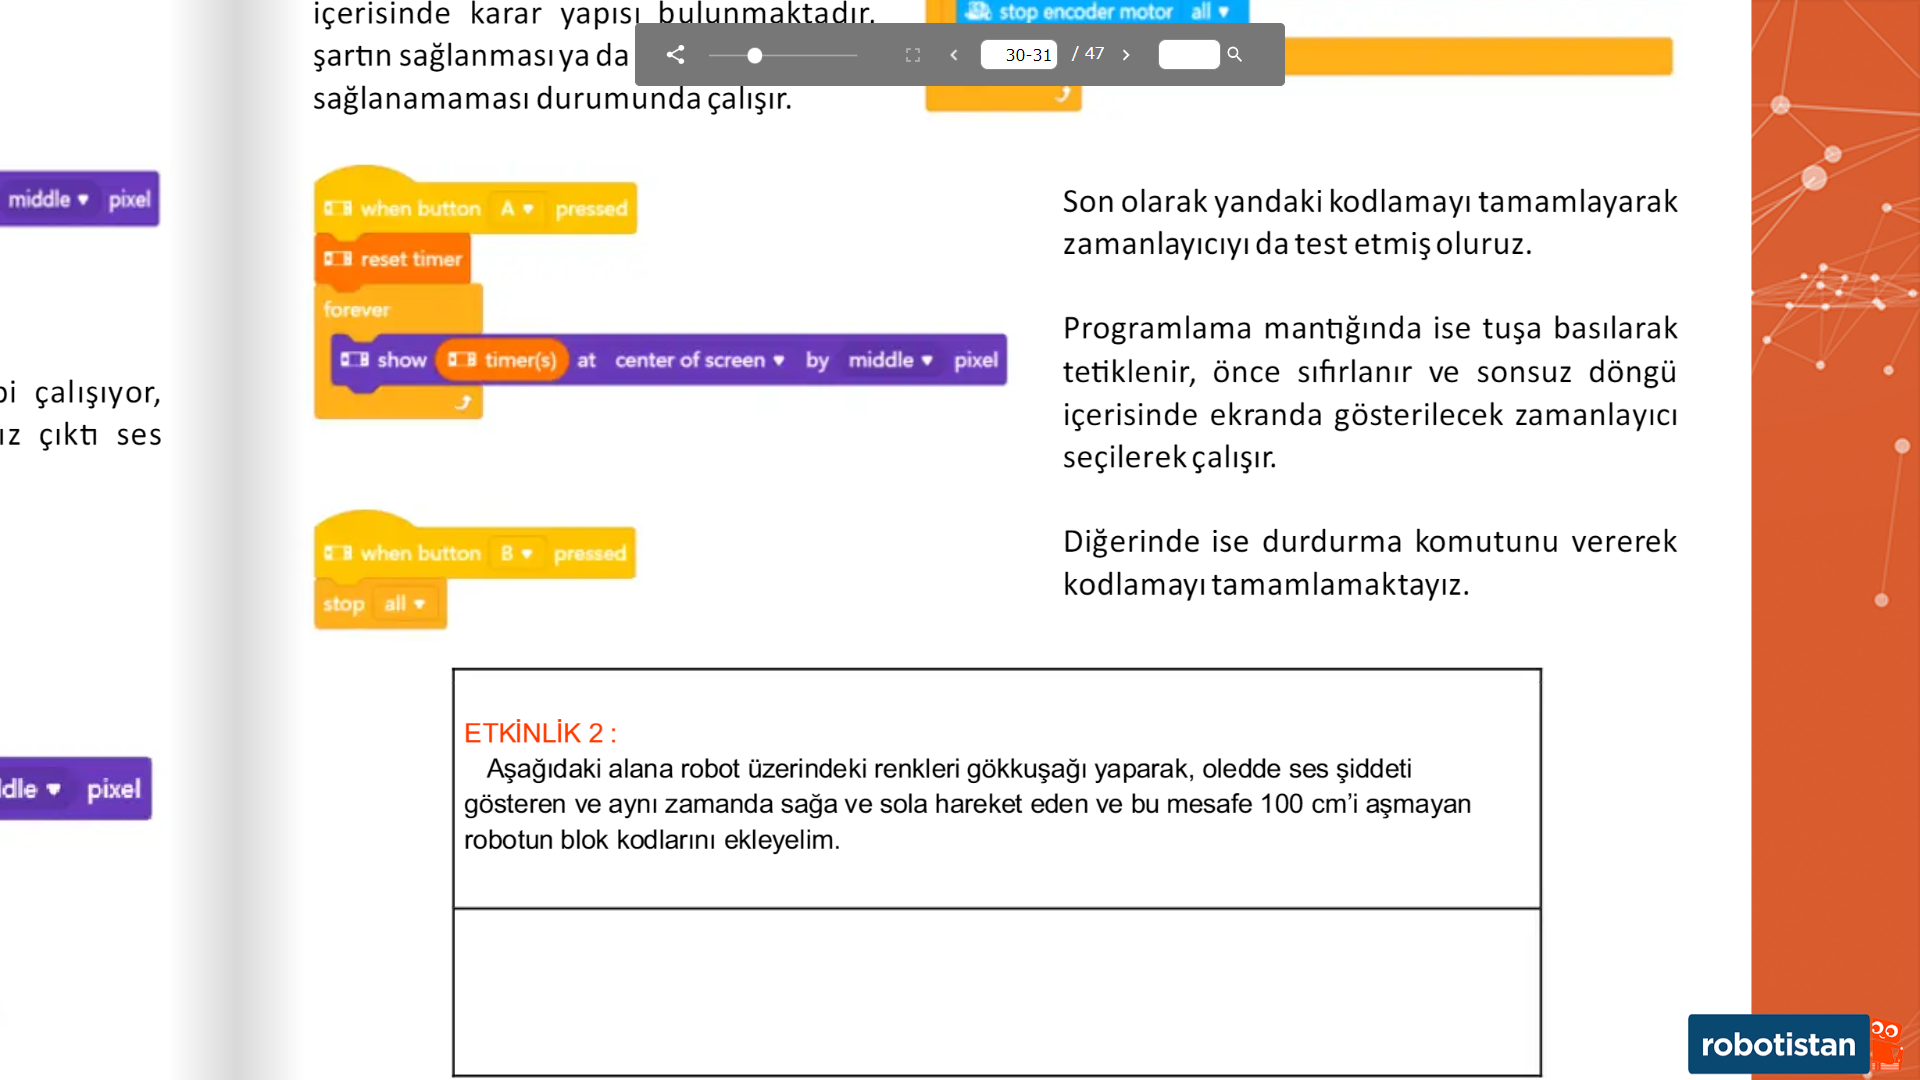 içerisinde karar yapısı bulunmaktadır.
şartın sağlanması ya da
sağlanamaması durumunda çalışır.
stop encoder motor all
30-31 / 47
middle pixel
when button A pressed
reset timer
forever
show timer(s) at center of screen by middle pixel
Son olarak yandaki kodlamayı tamamlayarak
zamanlayıcıyı da test etmiş oluruz.
Programlama mantığında ise tuşa basılarak
tetiklenir, önce sıfırlanır ve sonsuz döngü
içerisinde ekranda gösterilecek zamanlayıcı
seçilerek çalışır.
çalışıyor,
çıktı ses
when button B pressed
stop all
Diğerinde ise durdurma komutunu vererek
kodlamayı tamamlamaktayız.
pixel
ETKİNLİK 2 :
Aşağıdaki alana robot üzerindeki renkleri gökkuşağı yaparak, oledde ses şiddeti
gösteren ve aynı zamanda sağa ve sola hareket eden ve bu mesafe 100 cm’i aşmayan
robotun blok kodlarını ekleyelim.
robotistan